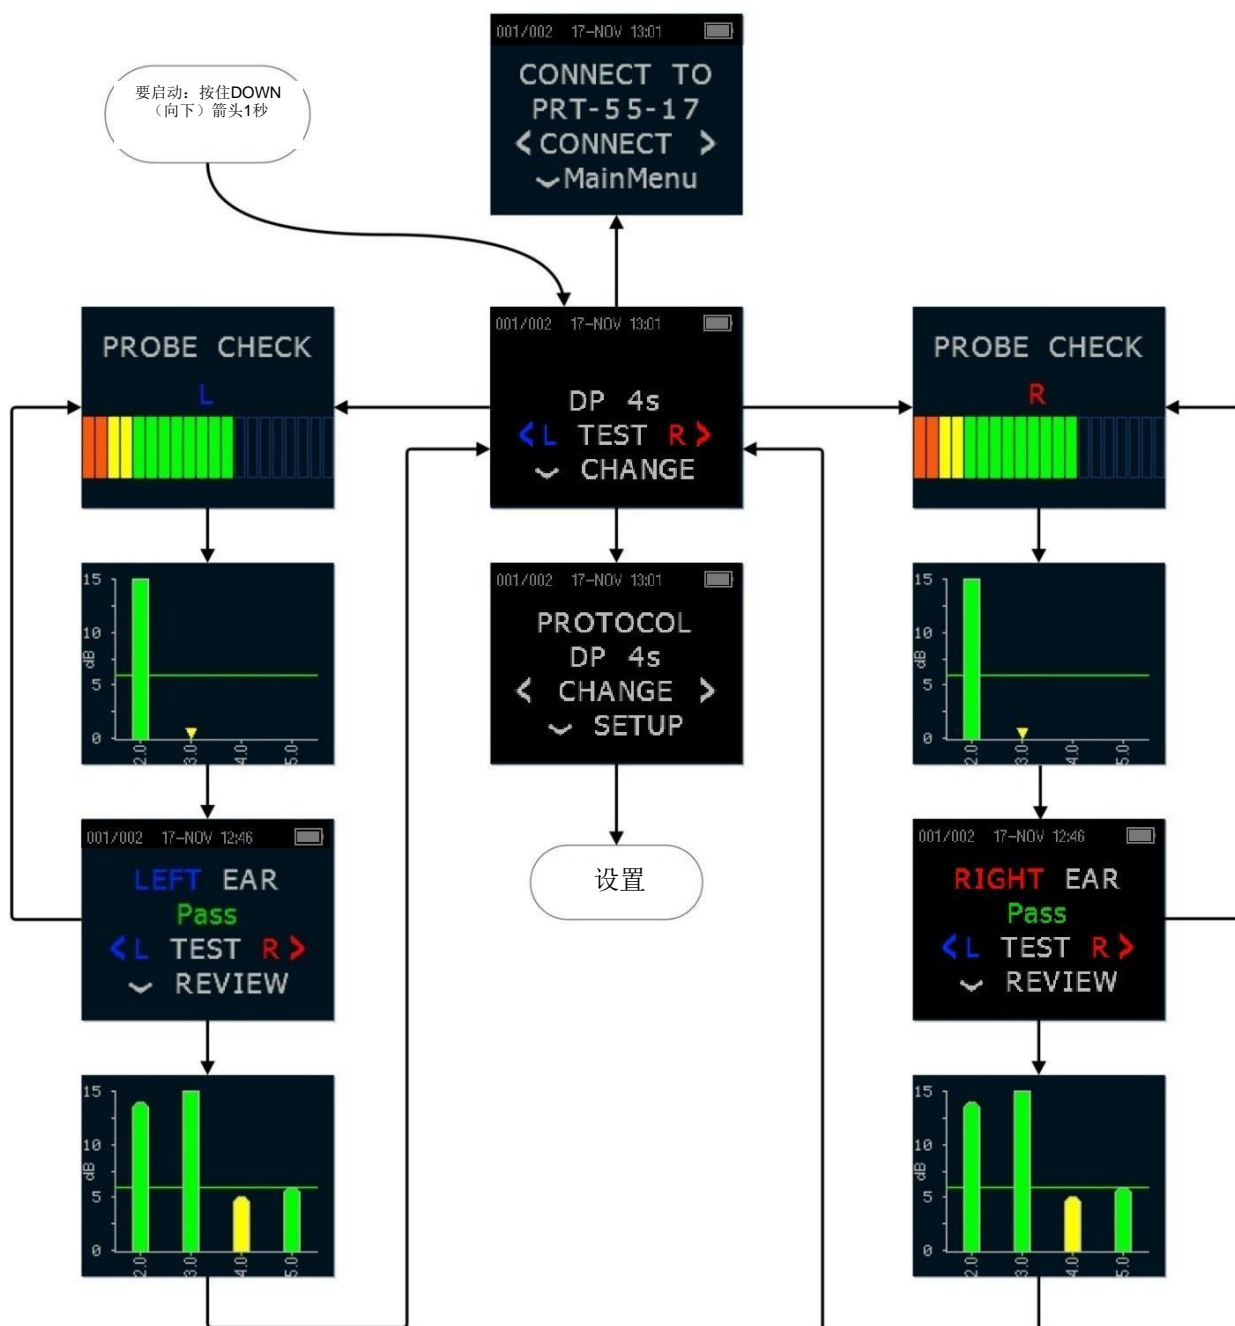 001/002 17-NOV 13:01
CONNECT TO
PRT-55-17
< CONNECT >
MainMenu
要启动：按住DOWN
（向下）箭头1秒
PROBE CHECK
L
001/002 17-NOV 13:01
DP 4s
< L TEST R >
CHANGE
PROBE CHECK
R
15
10
dB
5
0
2.0
3.0
4.0
5.0
001/002 17-NOV 13:01
PROTOCOL
DP 4s
< CHANGE >
SETUP
15
10
dB
5
0
2.0
3.0
4.0
5.0
001/002 17-NOV 12:46
LEFT EAR
Pass
< L TEST R >
REVIEW
设置
001/002 17-NOV 12:46
RIGHT EAR
Pass
< L TEST R >
REVIEW
15
10
dB
5
0
2.0
3.0
4.0
5.0
15
10
dB
5
0
2.0
3.0
4.0
5.0